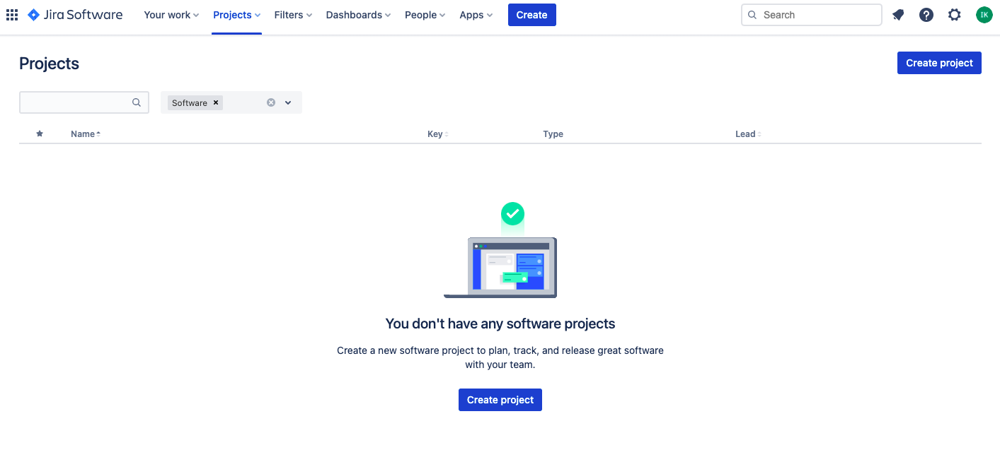 Jira Software Your work Projects Filters Dashboards People Apps Create Search IK
Projects Create project
Software
Name Key Type Lead
You don't have any software projects
Create a new software project to plan, track, and release great software
with your team.
Create project